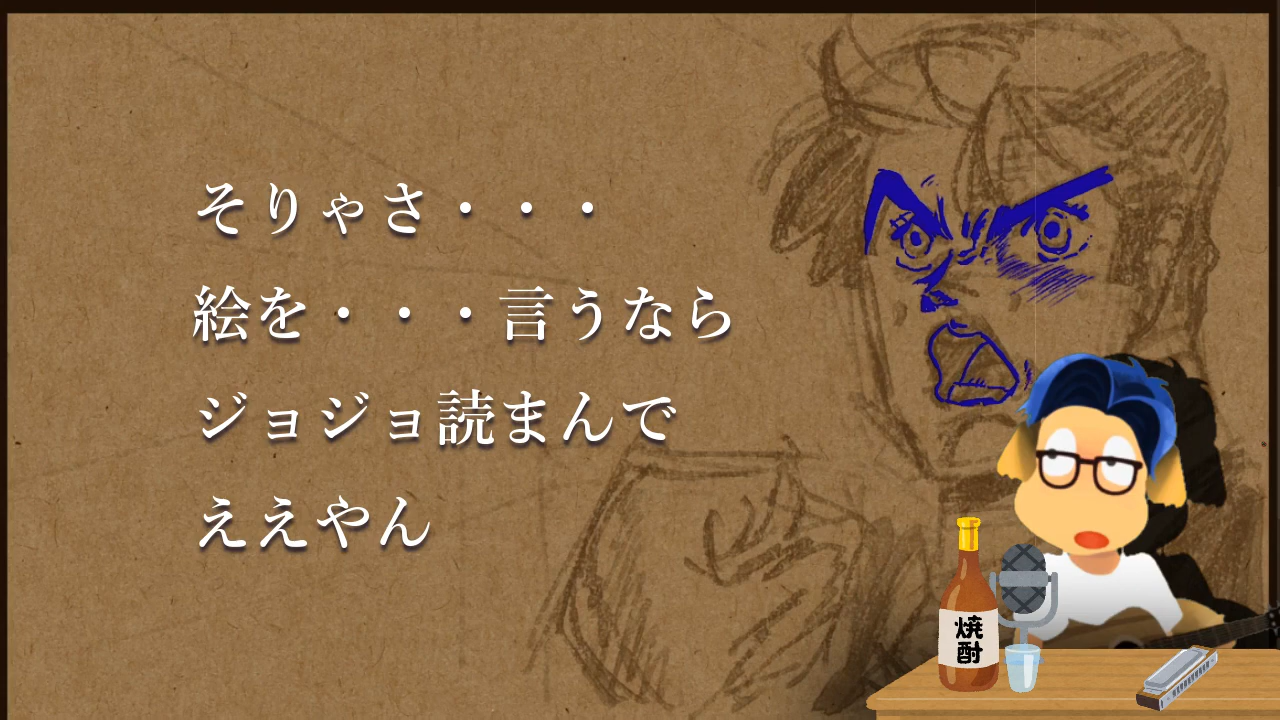 そりゃさ・・・
絵を・・・言うなら
ジョジョ読まんで
ええやん
焼
酎